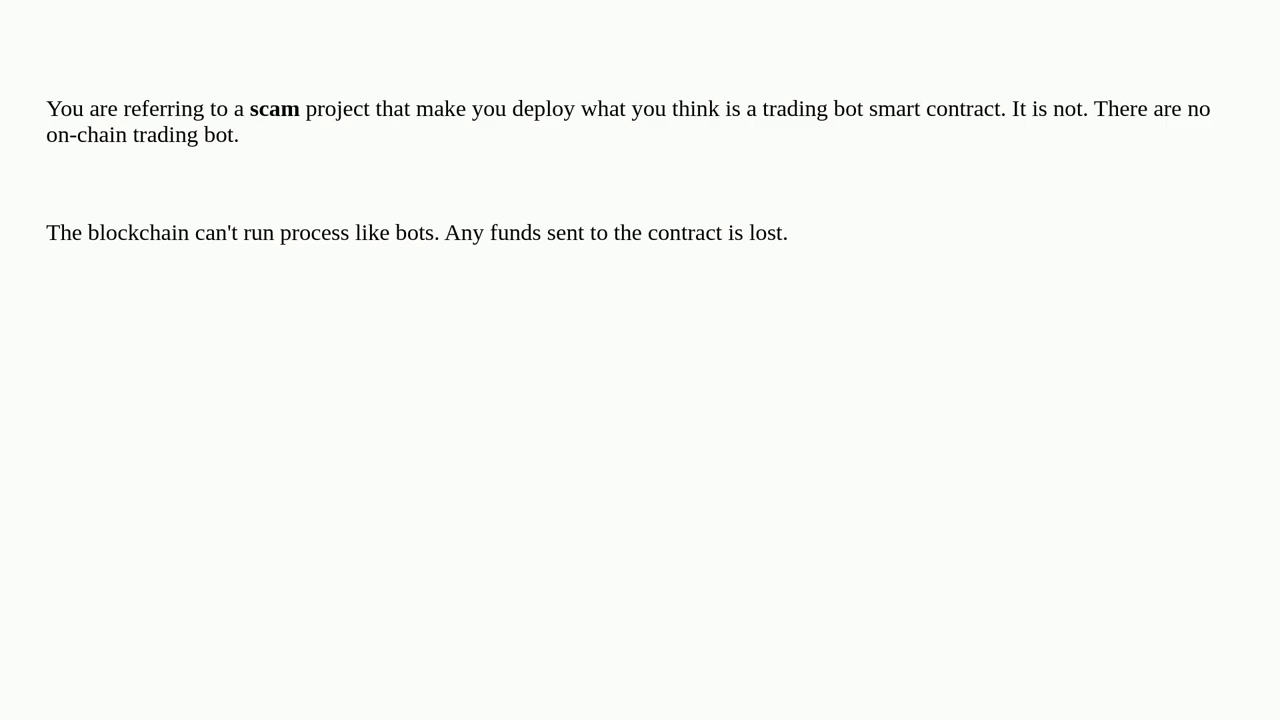 You are referring to a scam project that make you deploy what you think is a trading bot smart contract. It is not. There are no
on-chain trading bot.
The blockchain can't run process like bots. Any funds sent to the contract is lost.